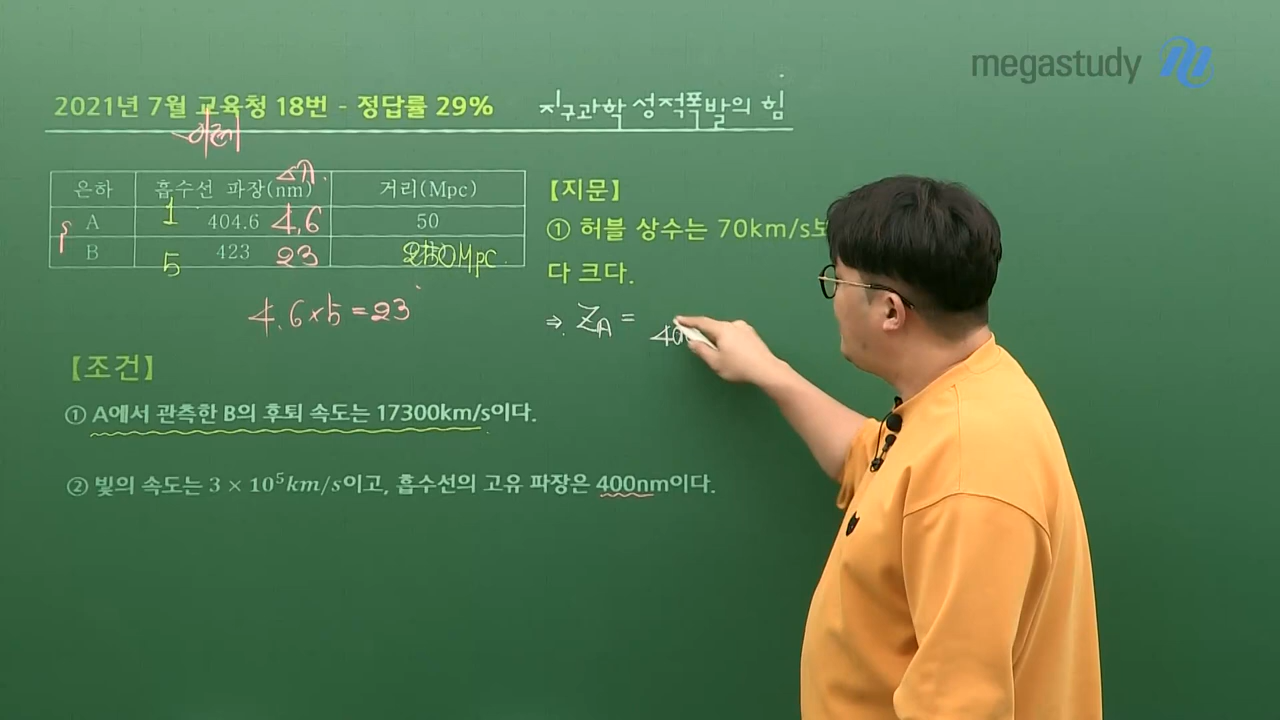 megastudy
2021년 7월 교육청 18번 - 정답률 29%
지구과학 성적폭발의 힘
은하 흡수선 파장(nm) 거리(Mpc)
A 1 404.6 4.6 50
B 5 423 23 250Mpc
4.6×5=23
【지문】
① 허블 상수는 70km/s보
다 크다.
⇒ Z_A =
【조건】
① A에서 관측한 B의 후퇴 속도는 17300km/s이다.
② 빛의 속도는 3 × 10⁵km/s이고, 흡수선의 고유 파장은 400nm이다.